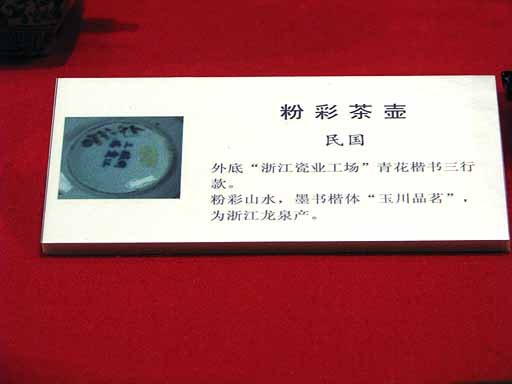 粉彩茶壶
民国
外底“浙江瓷业工场”青花楷书三行
款。
粉彩山水，墨书楷体“玉川品茗”，
为浙江龙泉产。